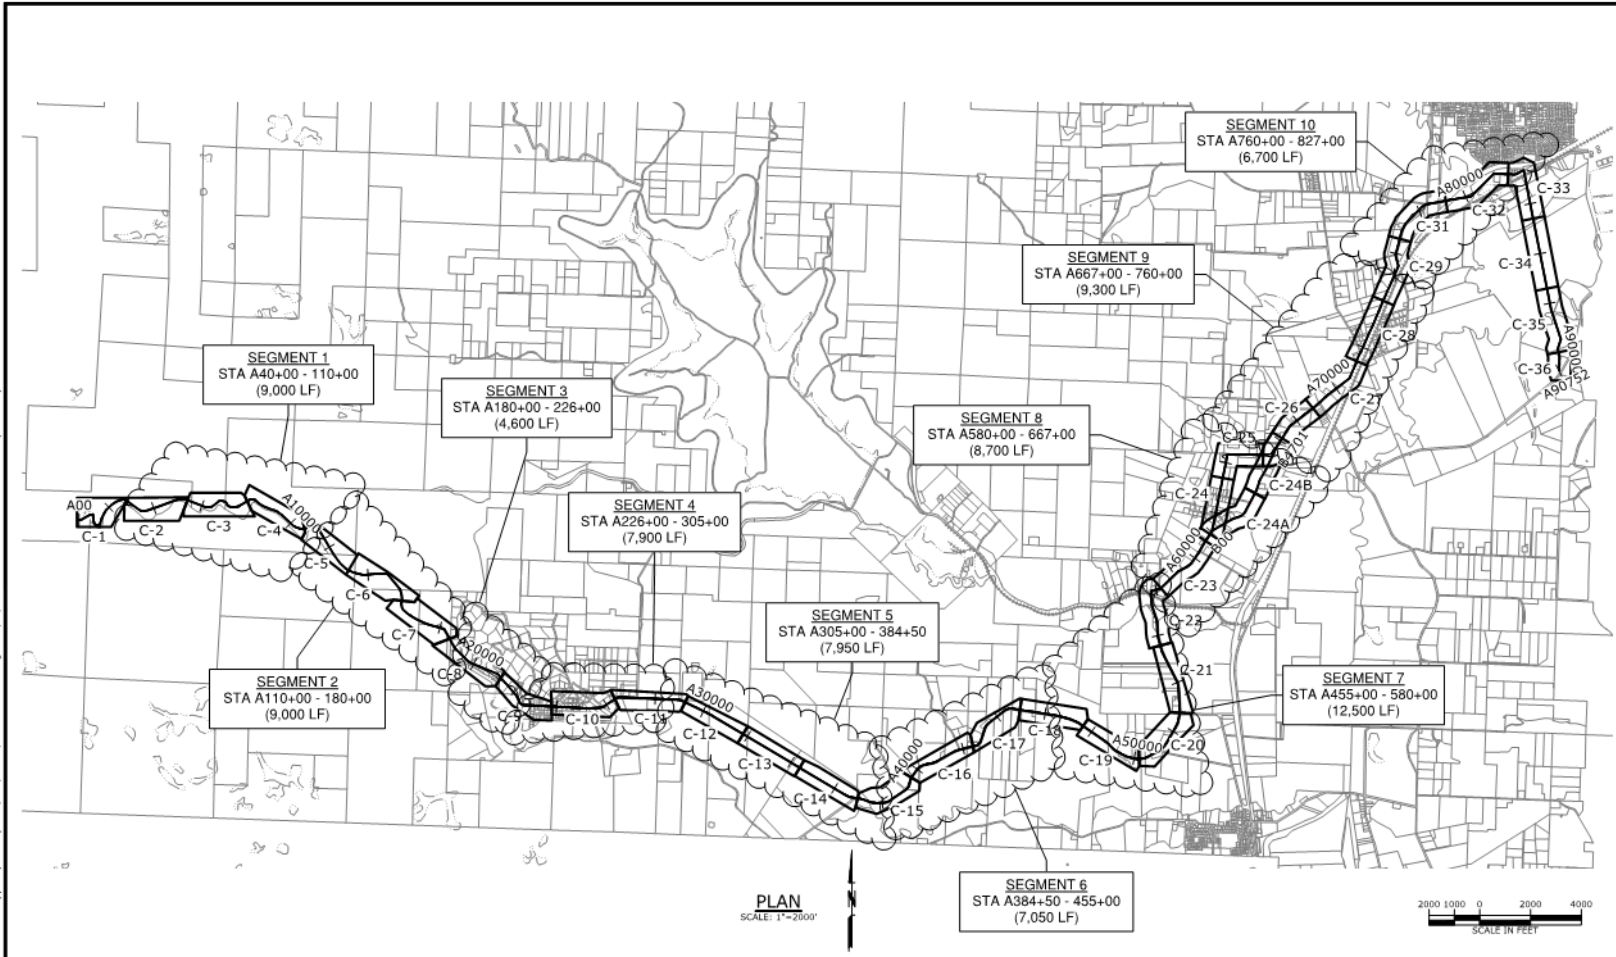 SEGMENT 10
STA A760+00 - 827+00
(6,700 LF)
SEGMENT 9
STA A667+00 - 760+00
(9,300 LF)
SEGMENT 1
STA A40+00 - 110+00
(9,000 LF)
SEGMENT 3
STA A180+00 - 226+00
(4,600 LF)
SEGMENT 8
STA A580+00 - 667+00
(8,700 LF)
SEGMENT 4
STA A226+00 - 305+00
(7,900 LF)
SEGMENT 5
STA A305+00 - 384+50
(7,950 LF)
SEGMENT 2
STA A110+00 - 180+00
(9,000 LF)
SEGMENT 7
STA A455+00 - 580+00
(12,500 LF)
SEGMENT 6
STA A384+50 - 455+00
(7,050 LF)
A00
C-1
C-2
C-3
C-4
A10000
C-5
C-6
C-7
A20000
C-8
C-9
C-10
C-11
A30000
C-12
C-13
C-14
C-15
A40000
C-16
C-17
C-18
C-19
A50000
C-20
C-21
C-22
C-23
A60000
B00
C-24
C-24A
C-24B
C-25
B4701
C-26
A70000
C-27
C-28
C-29
C-31
A80000
C-32
C-33
C-34
C-35
A90000
C-36
A90752
PLAN
SCALE: 1"=2000'
N
2000 1000 0 2000 4000
SCALE IN FEET